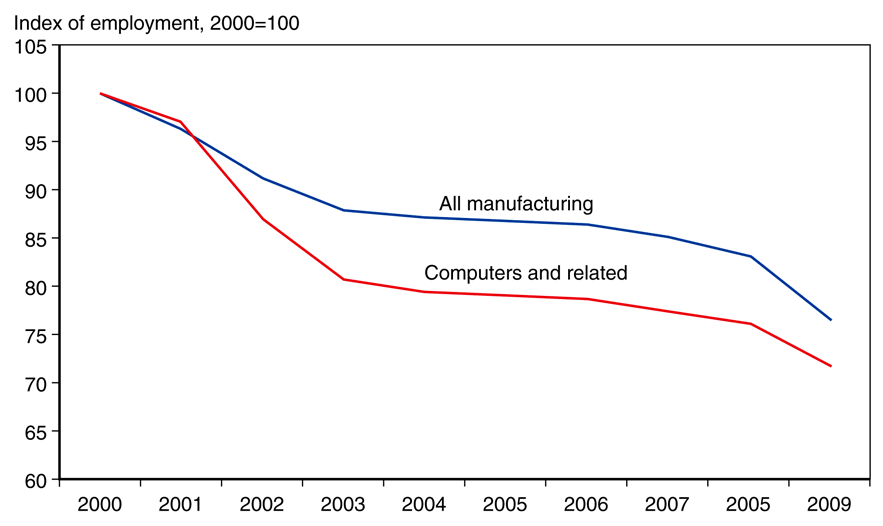 Index of employment, 2000=100
105
100
95
90
All manufacturing
85
Computers and related
80
75
70
65
60
2000 2001 2002 2003 2004 2005 2006 2007 2005 2009